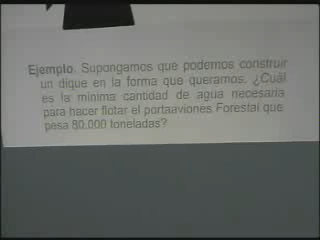 Ejemplo. Supongamos que podemos construir
un dique en la forma que queramos. ¿Cuál
es la mínima cantidad de agua necesaria
para hacer flotar el portaaviones Forestal que
pesa 80.000 toneladas?